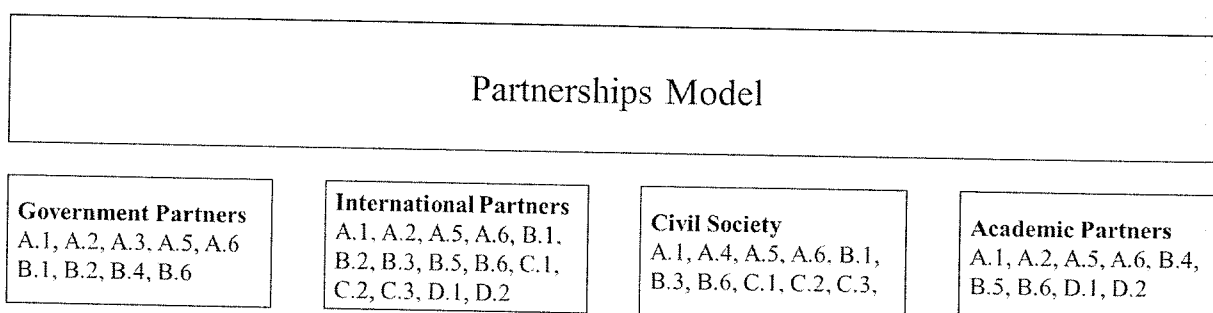 Partnerships Model
Government Partners
A.1, A.2, A.3. A.5, A.6
B.1, B.2, B.4, B.6
International Partners
A.1, A.2, A.5, A.6, B.1.
B.2, B.3, B.5, B.6, C.1,
C.2, C.3, D.1, D.2
Civil Society
A.1, A.4, A.5, A.6. B.1,
B.3, B.6, C.1, C.2, C.3,
Academic Partners
A.1, A.2, A.5, A.6, B.4,
B.5, B.6, D.1, D.2